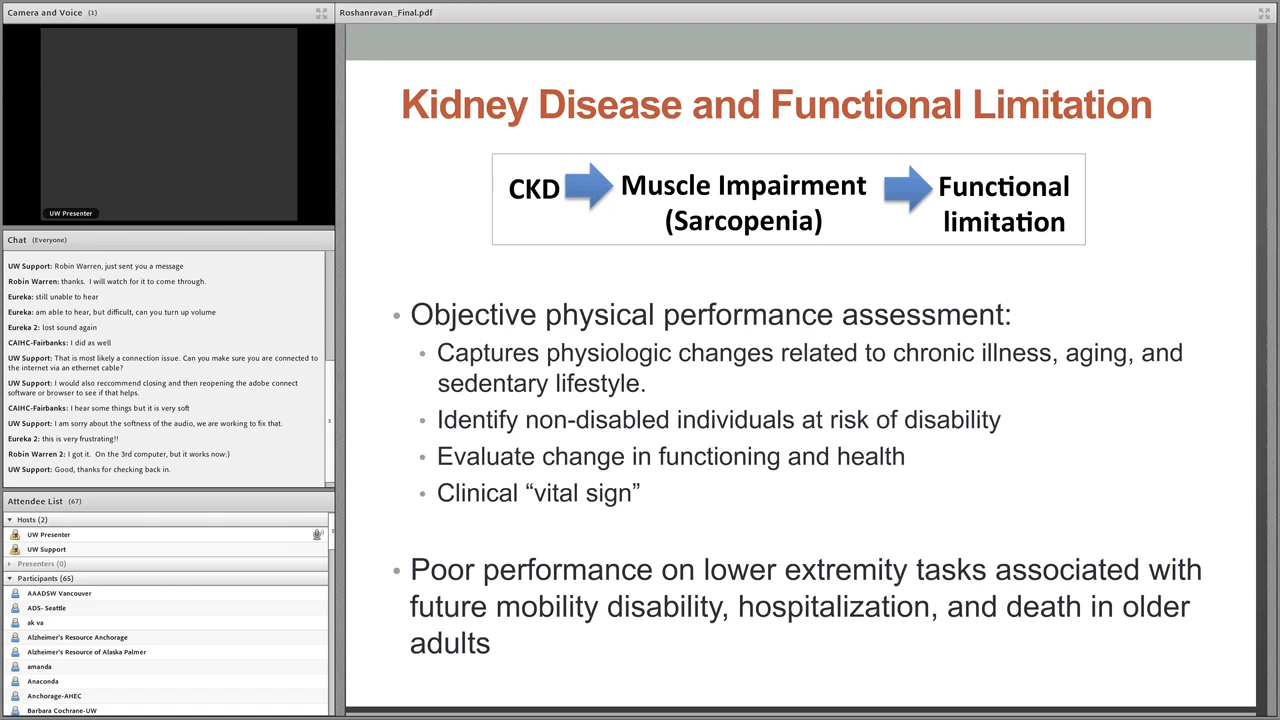 Camera and Voice (1)
UW Presenter
Chat (Everyone)
UW Support: Robin Warren, just sent you a message
Robin Warren: thanks. I will watch for it to come through.
Eureka: still unable to hear
Eureka: am able to hear, but difficult, can you turn up volume
Eureka 2: lost sound again
CAIHC-Fairbanks: I did as well
UW Support: That is most likely a connection issue. Can you make sure you are connected to
the internet via an ethernet cable?
UW Support: I would also reccommend closing and then reopening the adobe connect
software or browser to see if that helps.
CAIHC-Fairbanks: I hear some things but it is very soft
UW Support: I am sorry about the softness of the audio, we are working to fix that.
Eureka 2: this is very frustrating!!
Robin Warren 2: I got it. On the 3rd computer, but it works now:)
UW Support: Good, thanks for checking back in.
Attendee List (67)
Hosts (2)
UW Presenter
UW Support
Presenters (0)
Participants (65)
AAADSW Vancouver
ADS- Seattle
ak va
Alzheimer's Resource Anchorage
Alzheimer's Resource of Alaska Palmer
amanda
Anaconda
Anchorage-AHEC
Barbara Cochrane-UW
Roshanravan_Final.pdf
Kidney Disease and Functional Limitation
CKD
Muscle Impairment
(Sarcopenia)
Functional
limitation
• Objective physical performance assessment:
• Captures physiologic changes related to chronic illness, aging, and
sedentary lifestyle.
• Identify non-disabled individuals at risk of disability
• Evaluate change in functioning and health
• Clinical “vital sign”
• Poor performance on lower extremity tasks associated with
future mobility disability, hospitalization, and death in older
adults